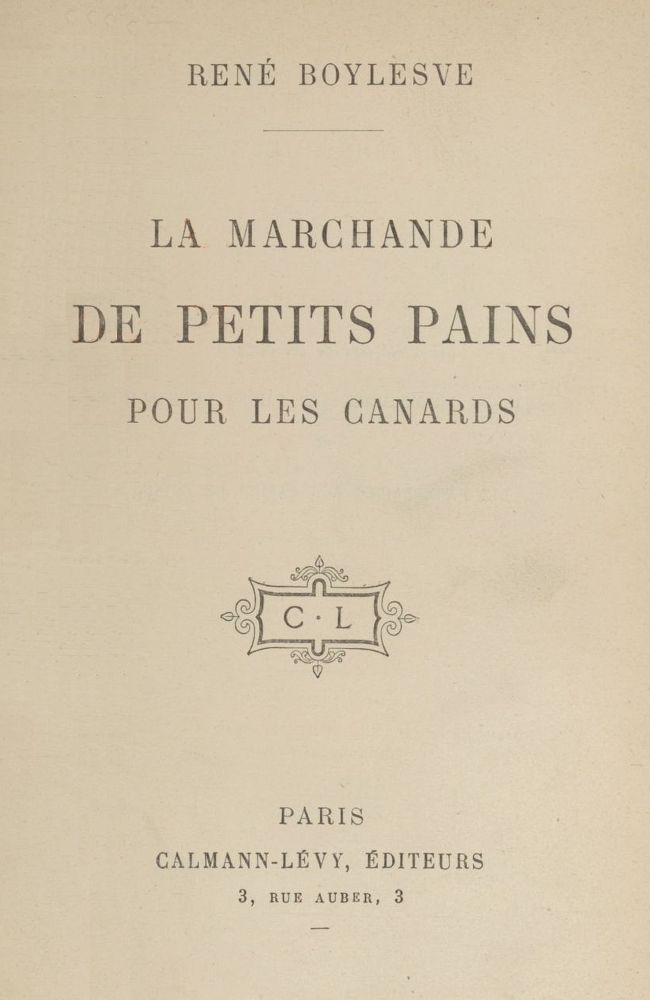 RENÉ BOYLESVE
LA MARCHANDE
DE PETITS PAINS
POUR LES CANARDS
C · L
PARIS
CALMANN-LÉVY, ÉDITEURS
3, RUE AUBER, 3